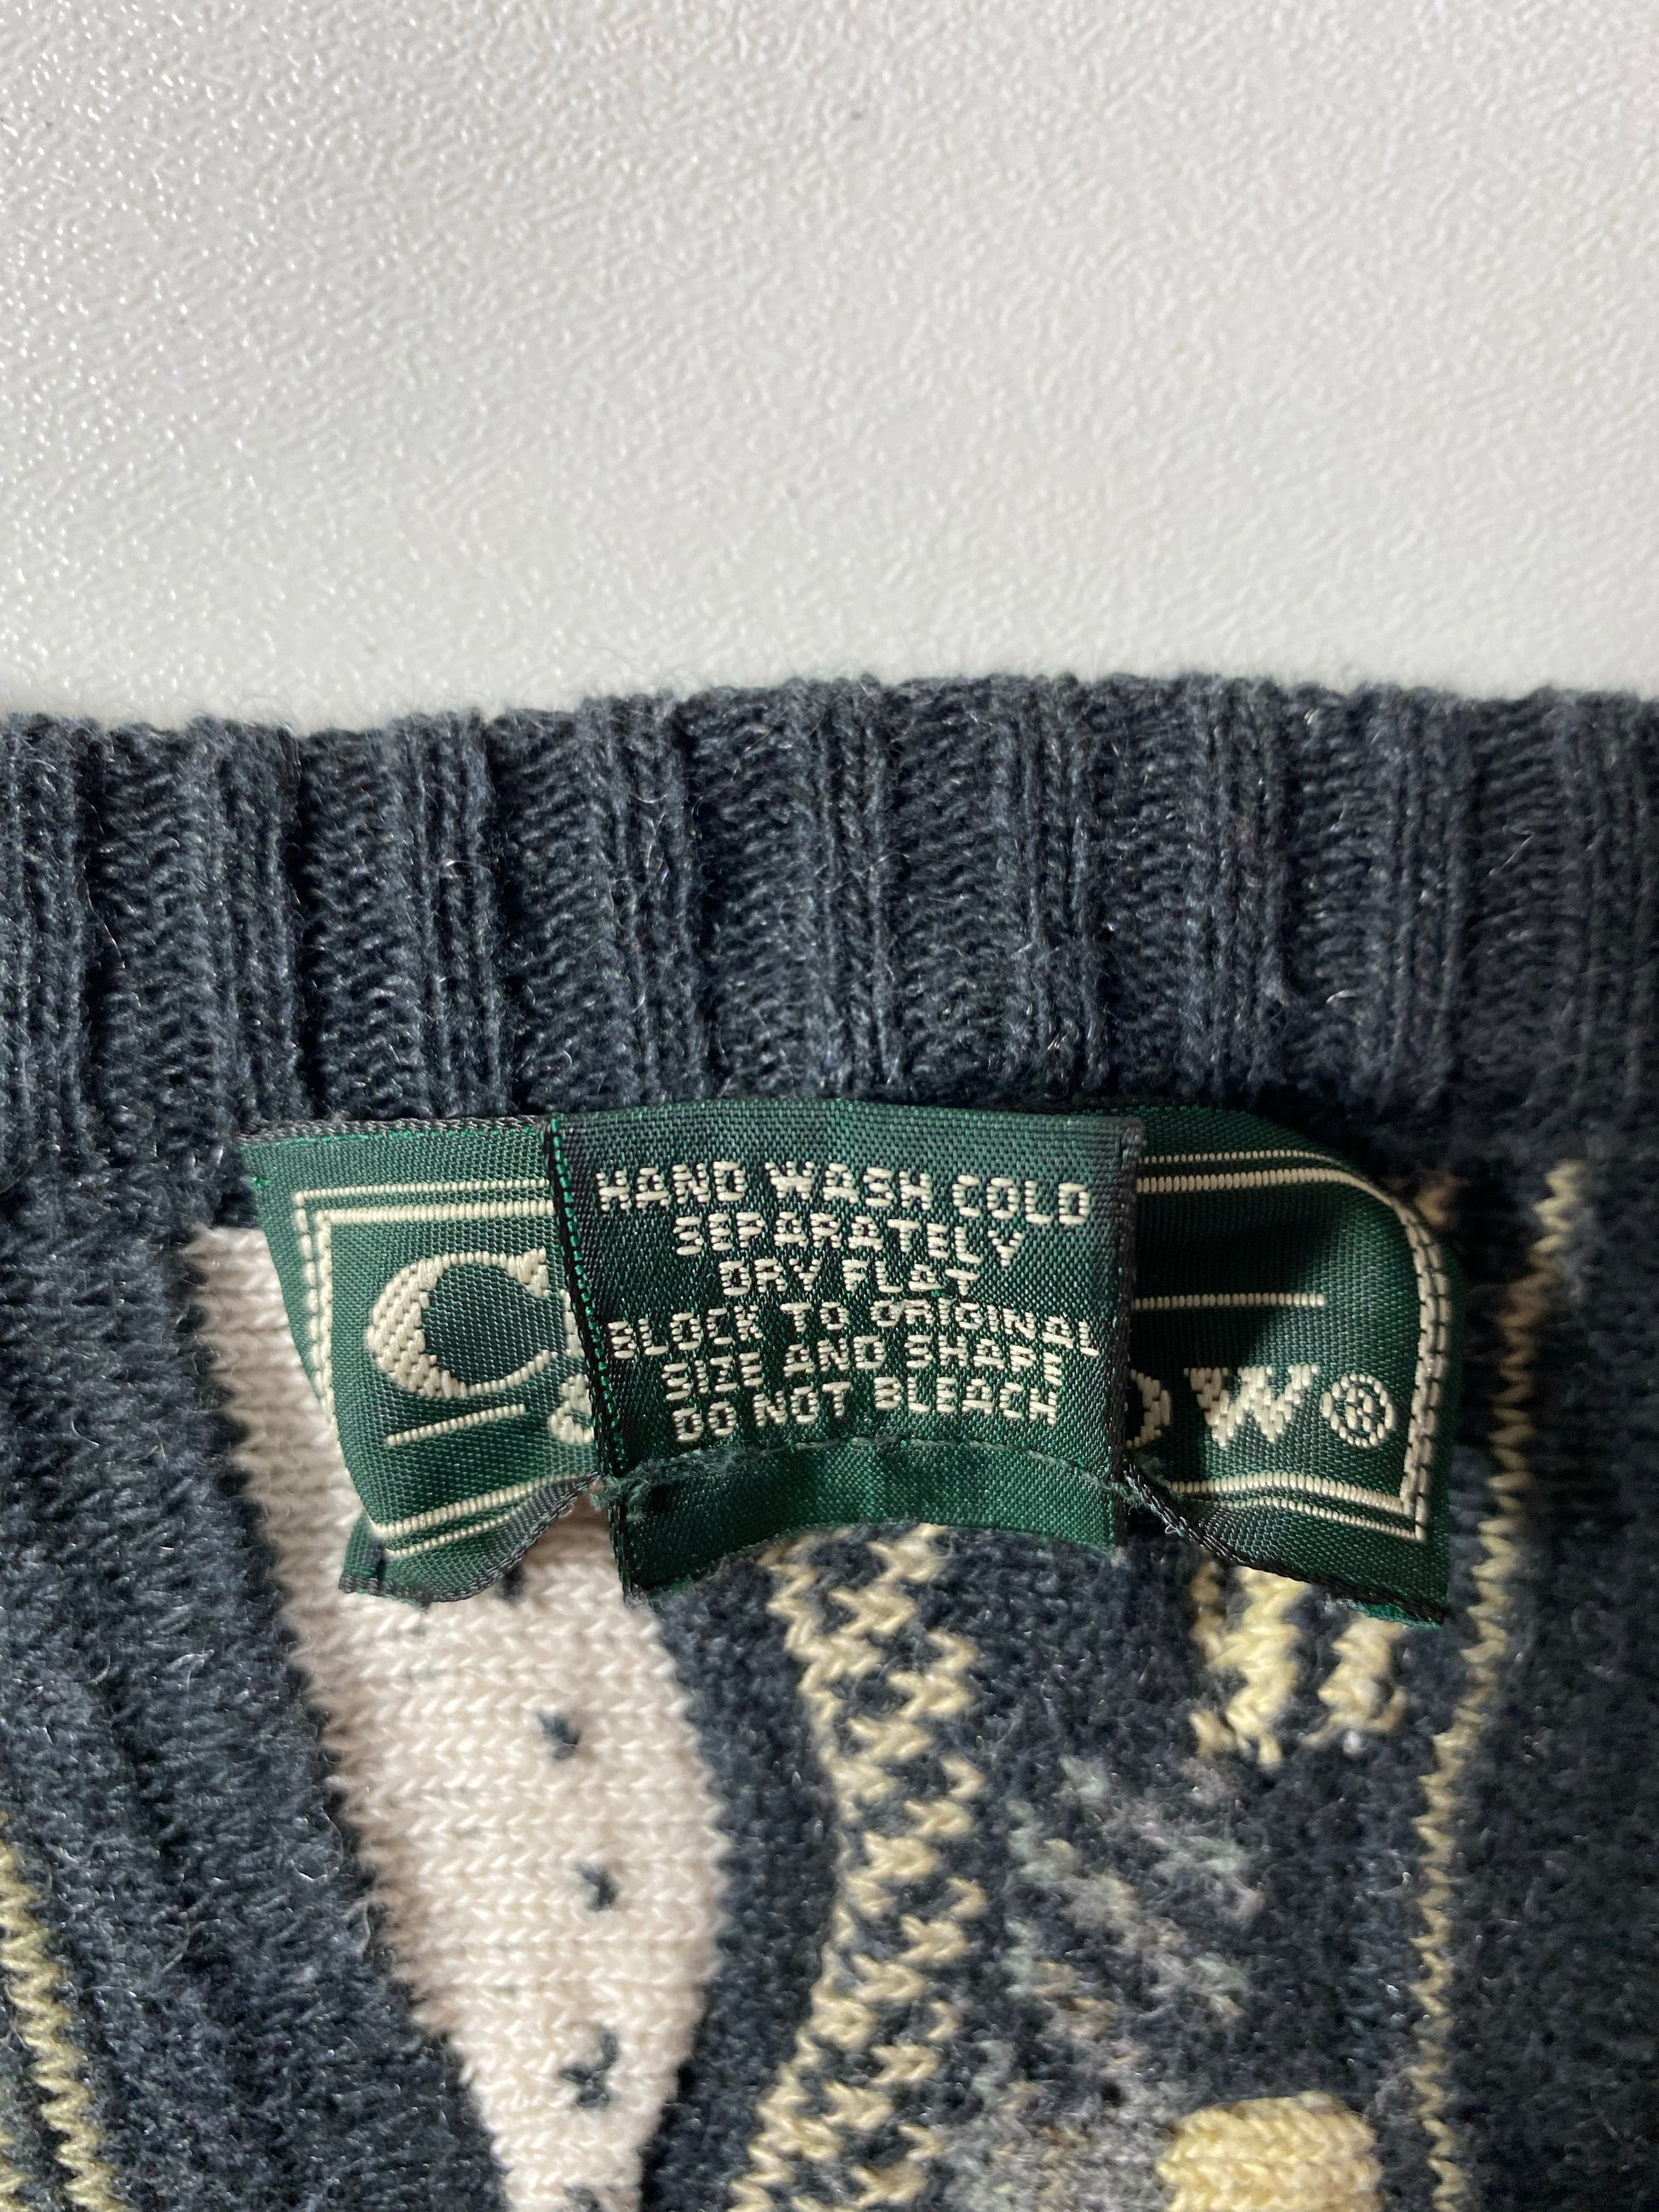 HAND WASH COLD
SEPARATELY
DRY FLAT
BLOCK TO ORIGINAL
SIZE AND SHAPE
DO NOT BLEACH